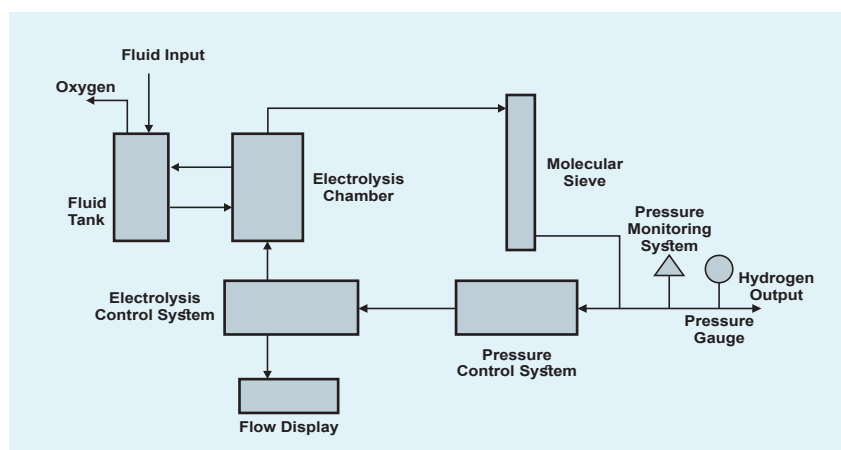 Fluid Input
Oxygen
Fluid
Tank
Electrolysis
Chamber
Molecular
Sieve
Pressure
Monitoring
System
Hydrogen
Output
Pressure
Gauge
Electrolysis
Control System
Pressure
Control System
Flow Display